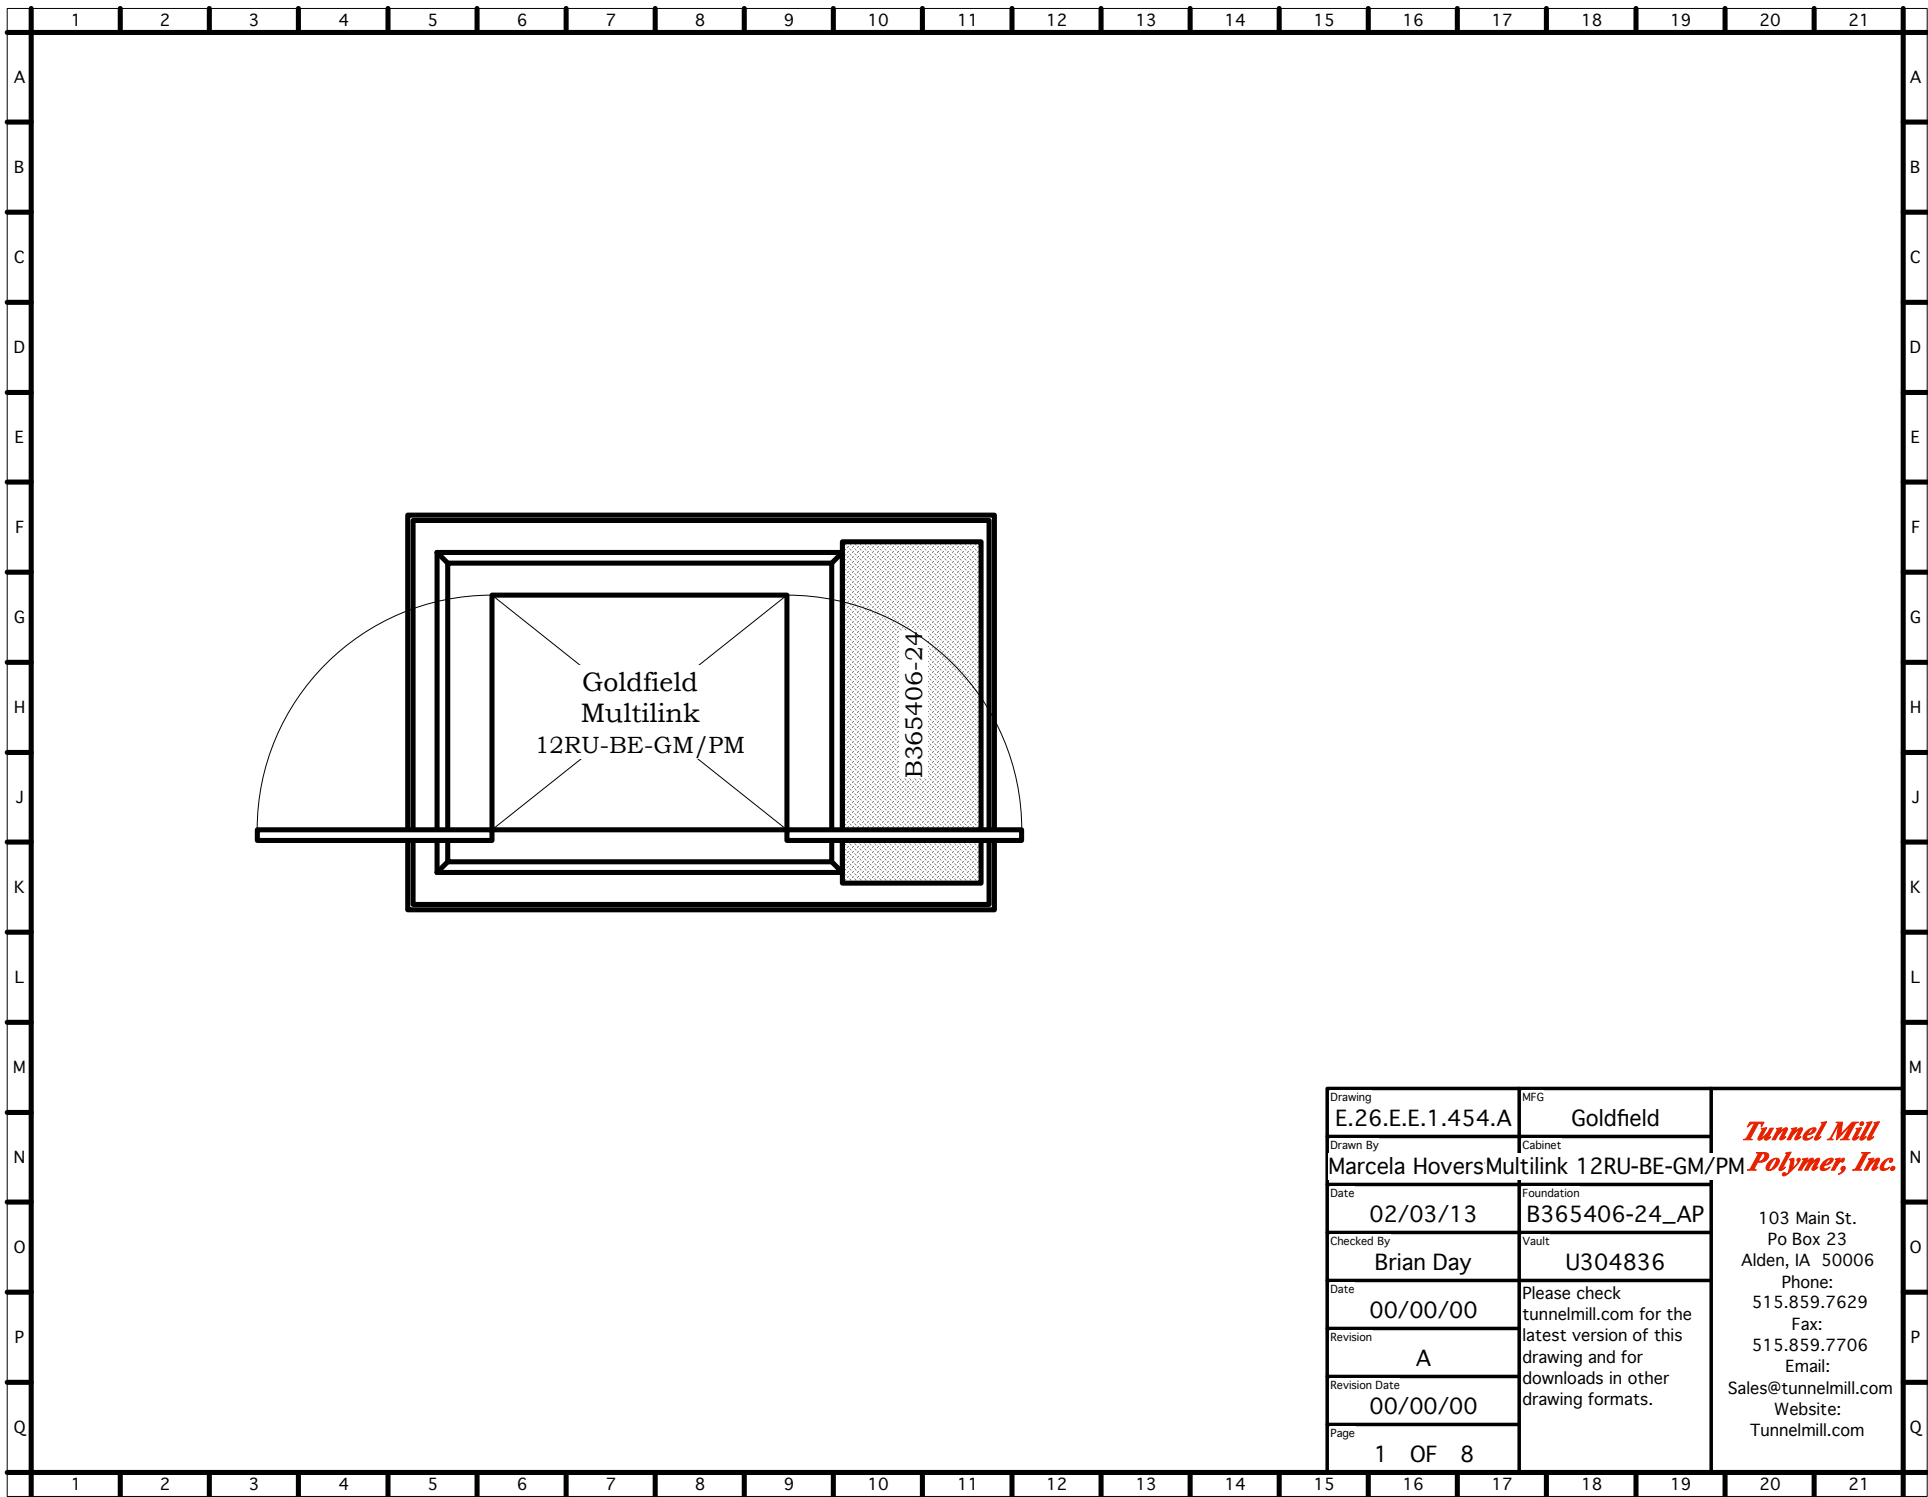 1 2 3 4 5 6 7 8 9 10 11 12 13 14 15 16 17 18 19 20 21
A A
B B
C C
D D
E E
F F
G G
H H
J J
K K
L L
M M
N N
O O
P P
Q Q
Goldfield
Multilink
12RU-BE-GM/PM
B365406-24
Drawing
E.26.E.E.1.454.A
MFG
Goldfield
Drawn By
Marcela Hovers
Cabinet
Multilink 12RU-BE-GM/PM
Date
02/03/13
Foundation
B365406-24_AP
Checked By
Brian Day
Vault
U304836
Date
00/00/00
Revision
A
Revision Date
00/00/00
Page
1 OF 8
Please check
tunnelmill.com for the
latest version of this
drawing and for
downloads in other
drawing formats.
Tunnel Mill
Polymer, Inc.
103 Main St.
Po Box 23
Alden, IA 50006
Phone:
515.859.7629
Fax:
515.859.7706
Email:
Sales@tunnelmill.com
Website:
Tunnelmill.com
1 2 3 4 5 6 7 8 9 10 11 12 13 14 15 16 17 18 19 20 21